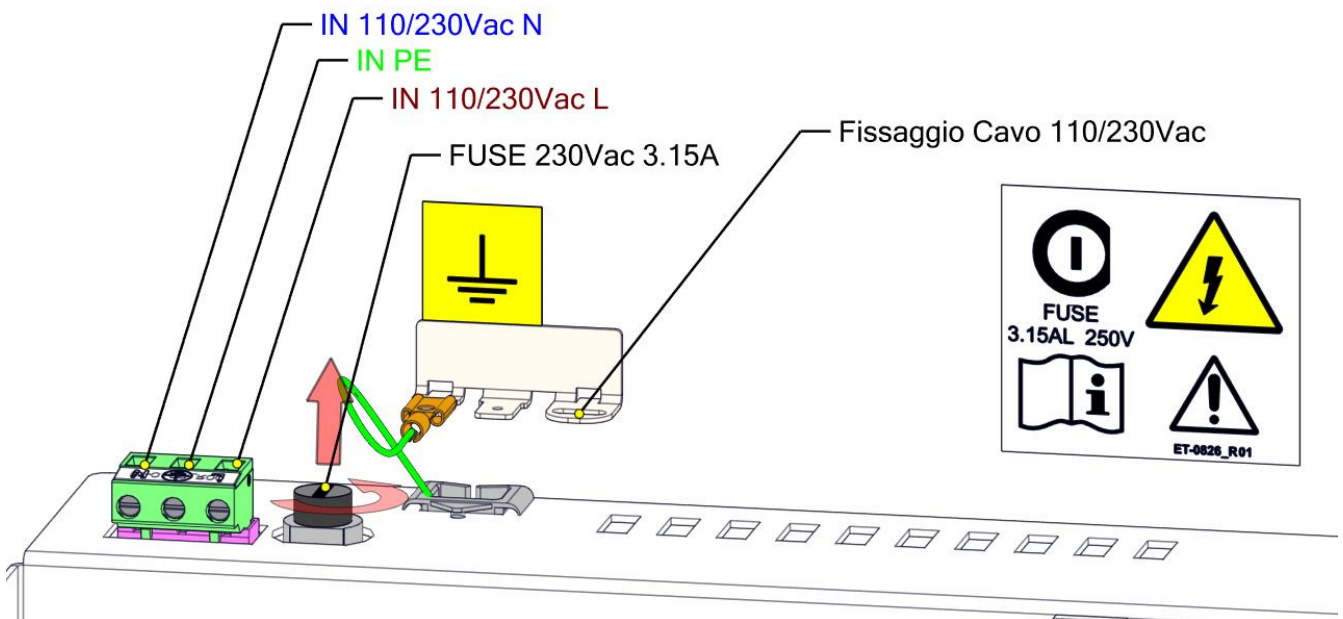 IN 110/230Vac N
IN PE
IN 110/230Vac L
FUSE 230Vac 3.15A
Fissaggio Cavo 110/230Vac
FUSE
3.15AL 250V
i
ET-0826_R01
N
L